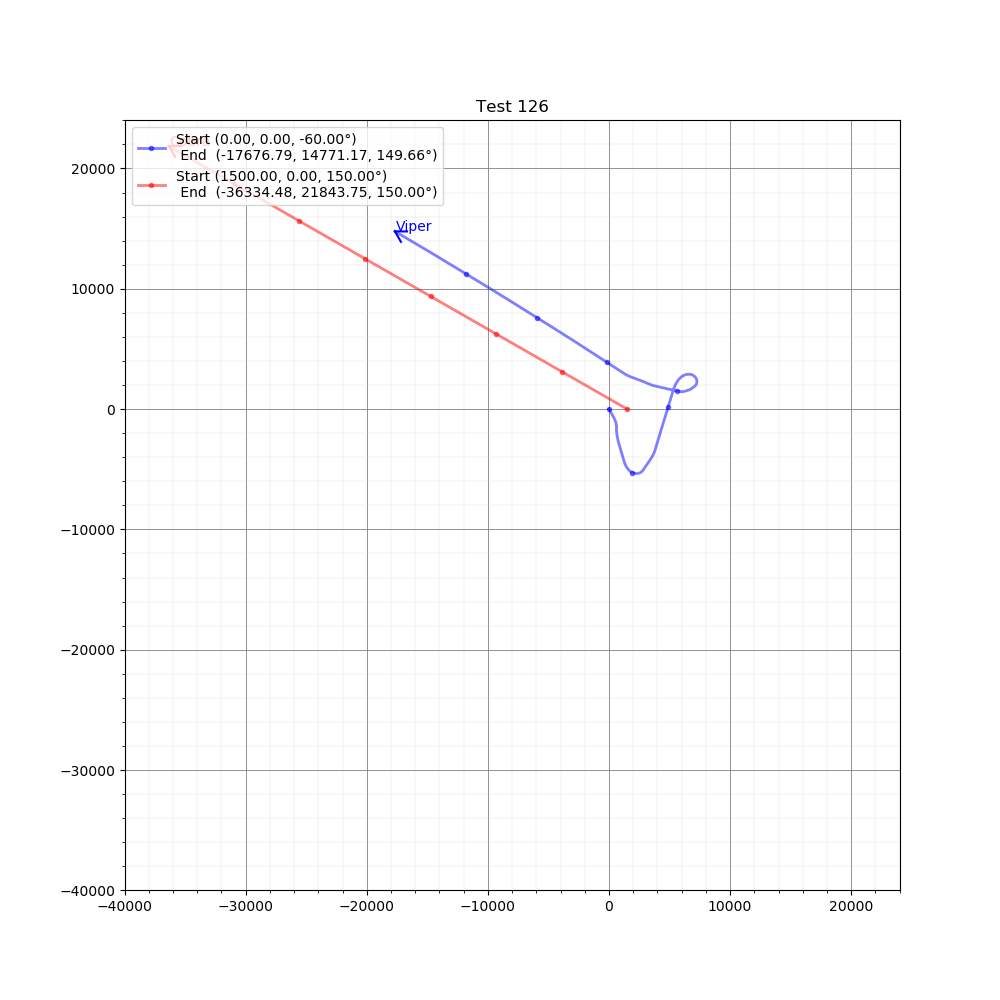 Test 126
Start (0.00, 0.00, -60.00°)
End (-17676.79, 14771.17, 149.66°)
Start (1500.00, 0.00, 150.00°)
End (-36334.48, 21843.75, 150.00°)
Viper
20000
10000
0
−10000
−20000
−30000
−40000
−40000 −30000 −20000 −10000 0 10000 20000